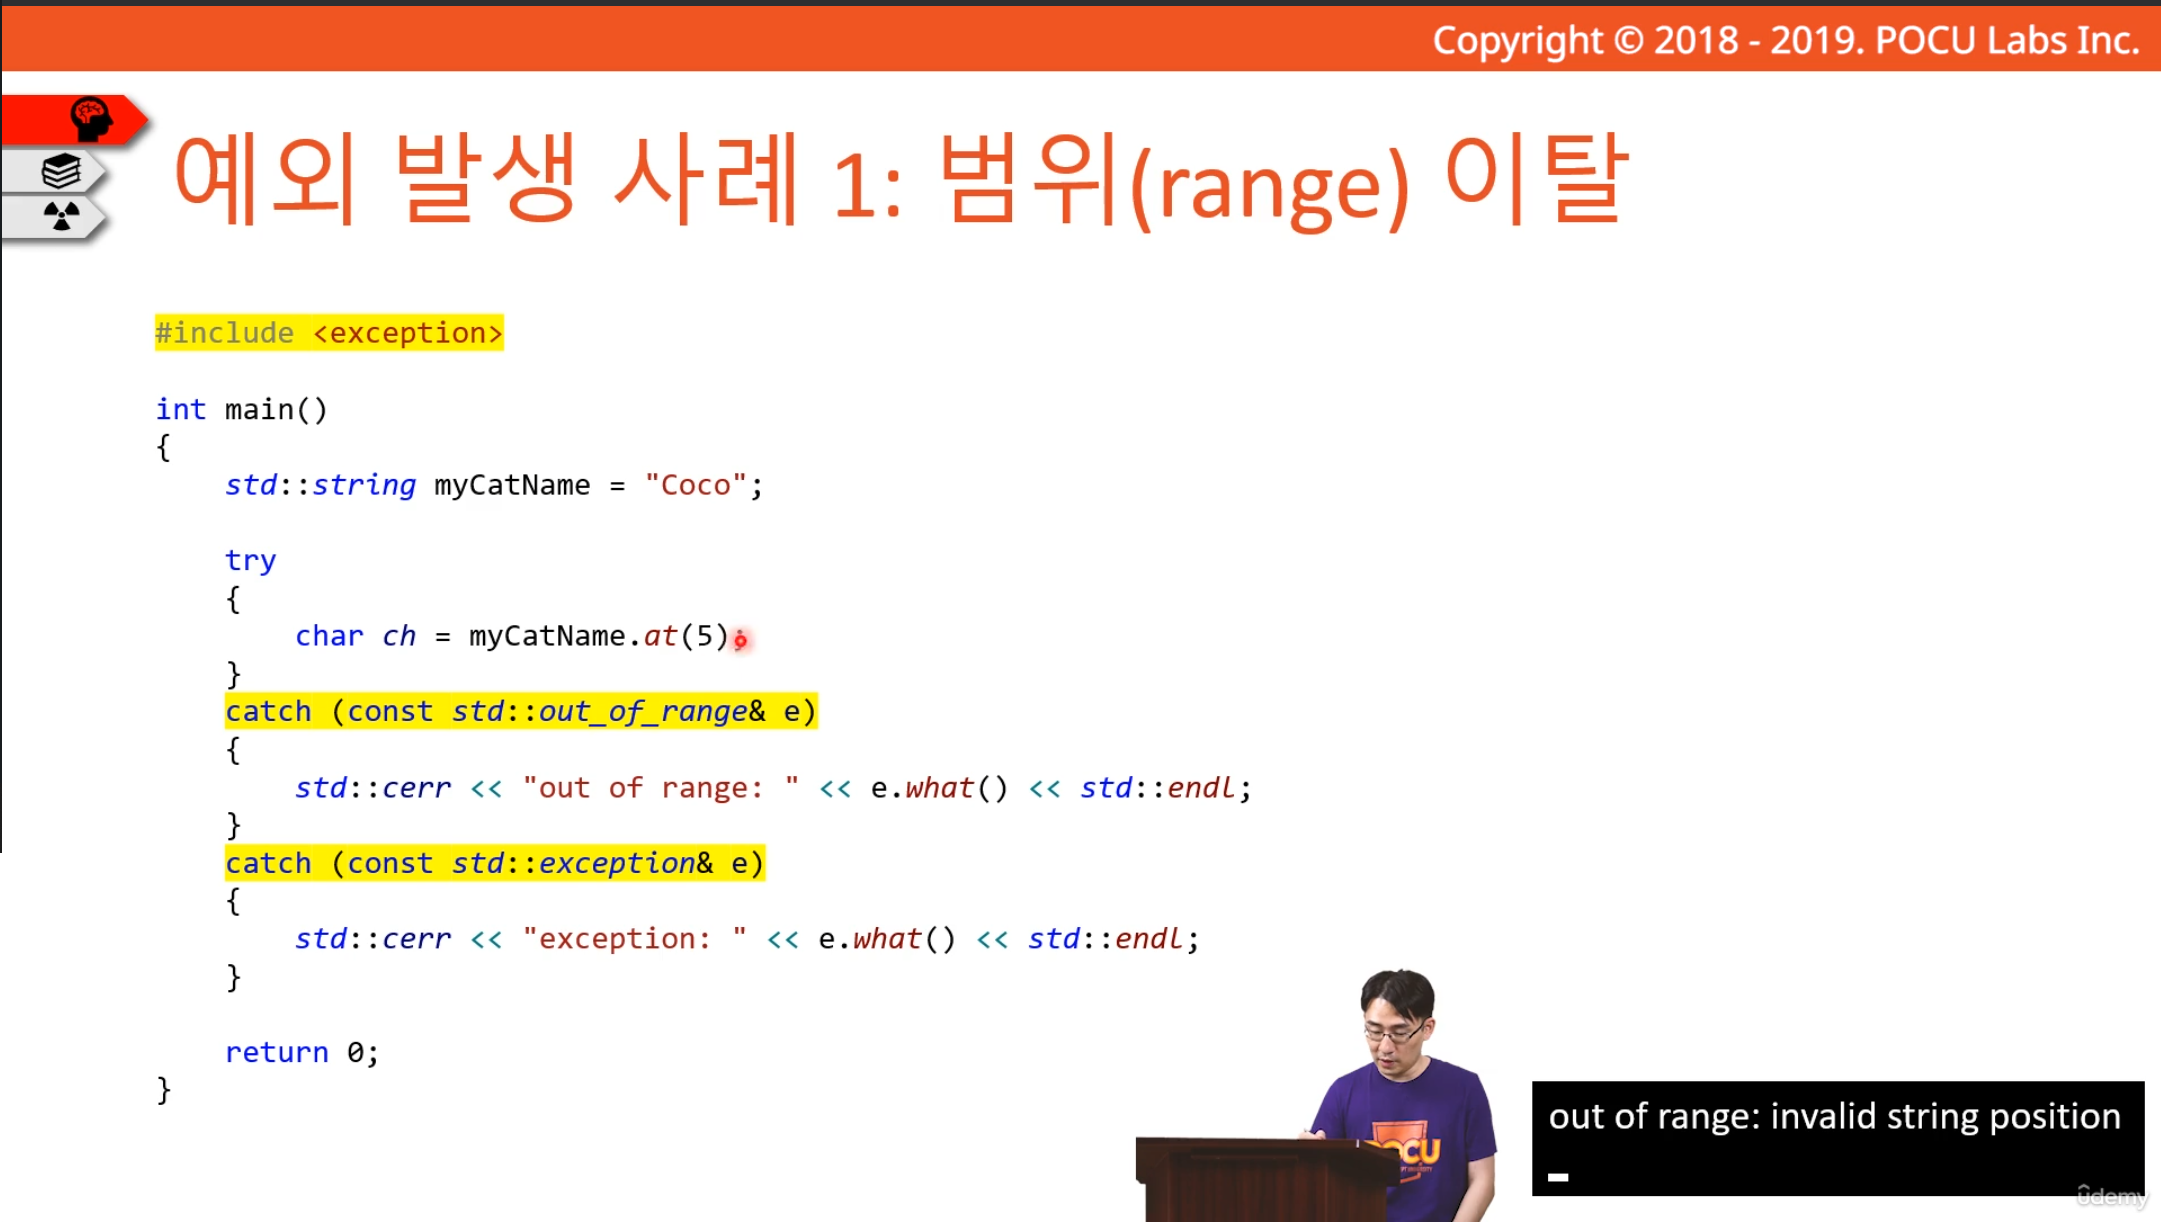 Copyright © 2018 - 2019. POCU Labs Inc.
예외 발생 사례 1: 범위(range) 이탈
#include <exception>
int main()
{
    std::string myCatName = "Coco";
    try
    {
        char ch = myCatName.at(5);
    }
    catch (const std::out_of_range& e)
    {
        std::cerr << "out of range: " << e.what() << std::endl;
    }
    catch (const std::exception& e)
    {
        std::cerr << "exception: " << e.what() << std::endl;
    }
    return 0;
}
POCU
out of range: invalid string position
udemy